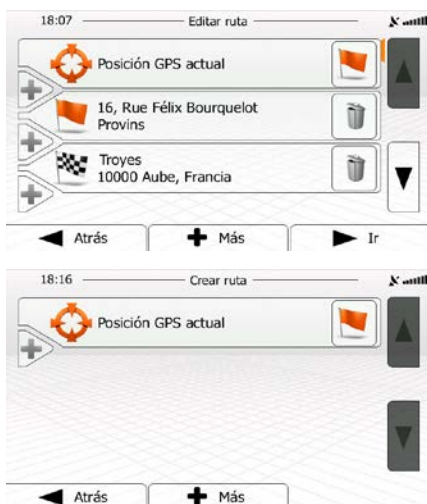 18:07 Editar ruta
Posición GPS actual
16, Rue Félix Bourquelot
Provins
Troyes
10000 Aube, Francia
Atrás Más Ir
18:16 Crear ruta
Posición GPS actual
Atrás Más